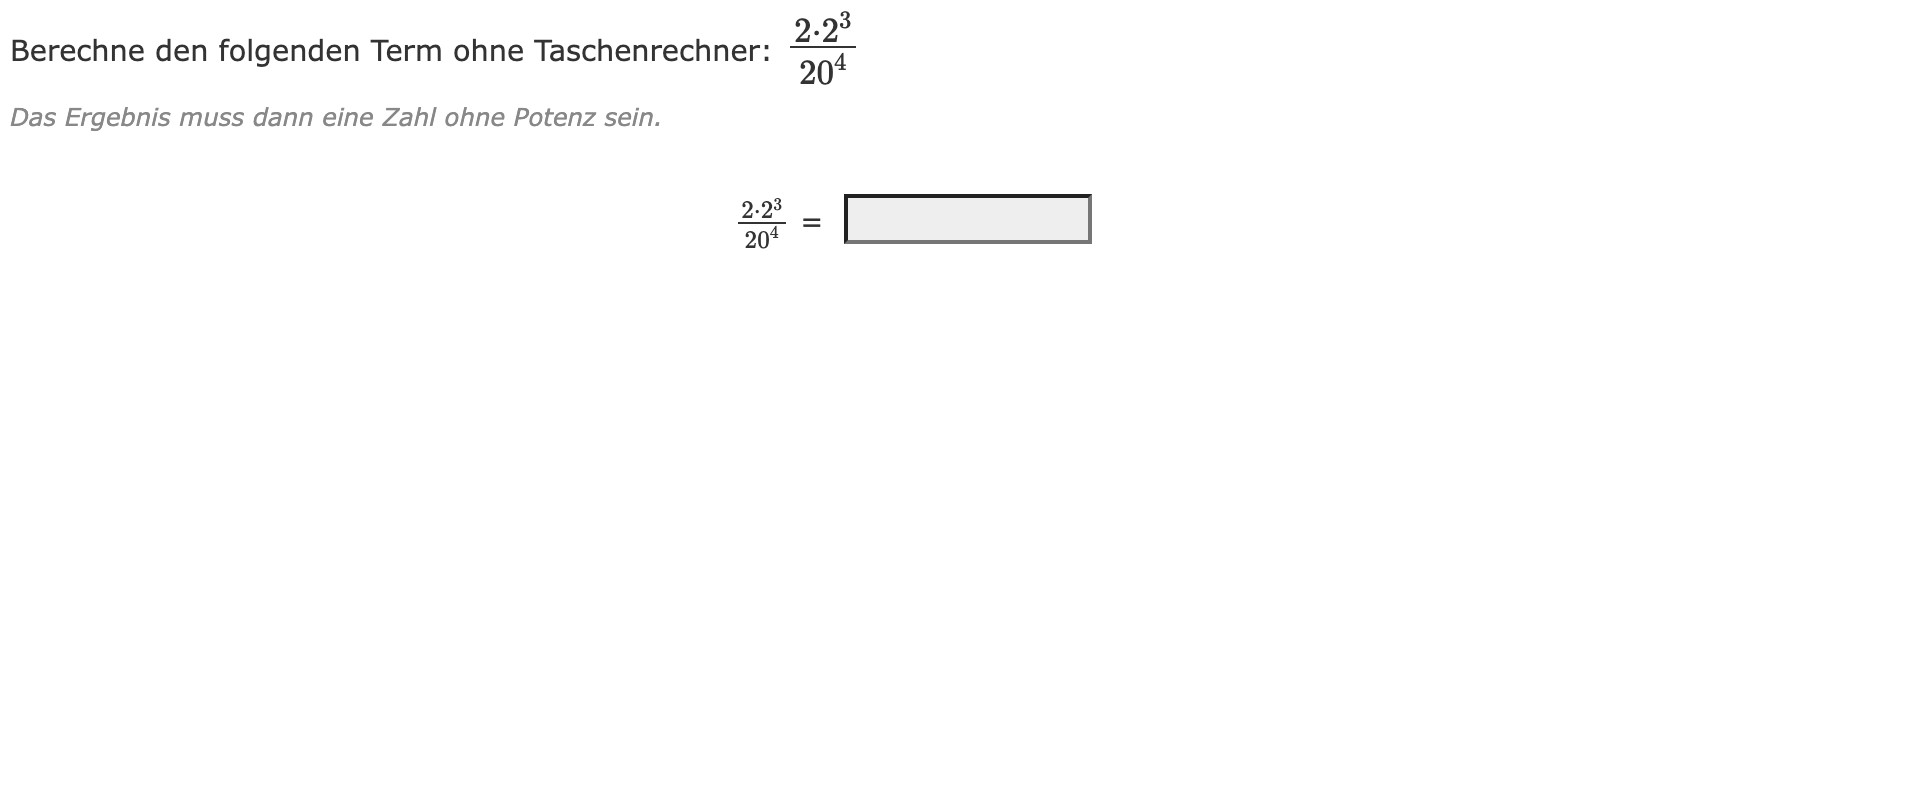 Berechne den folgenden Term ohne Taschenrechner: $\frac{2 \cdot 2^3}{20^4}$
Das Ergebnis muss dann eine Zahl ohne Potenz sein.
$\frac{2 \cdot 2^3}{20^4}$ =